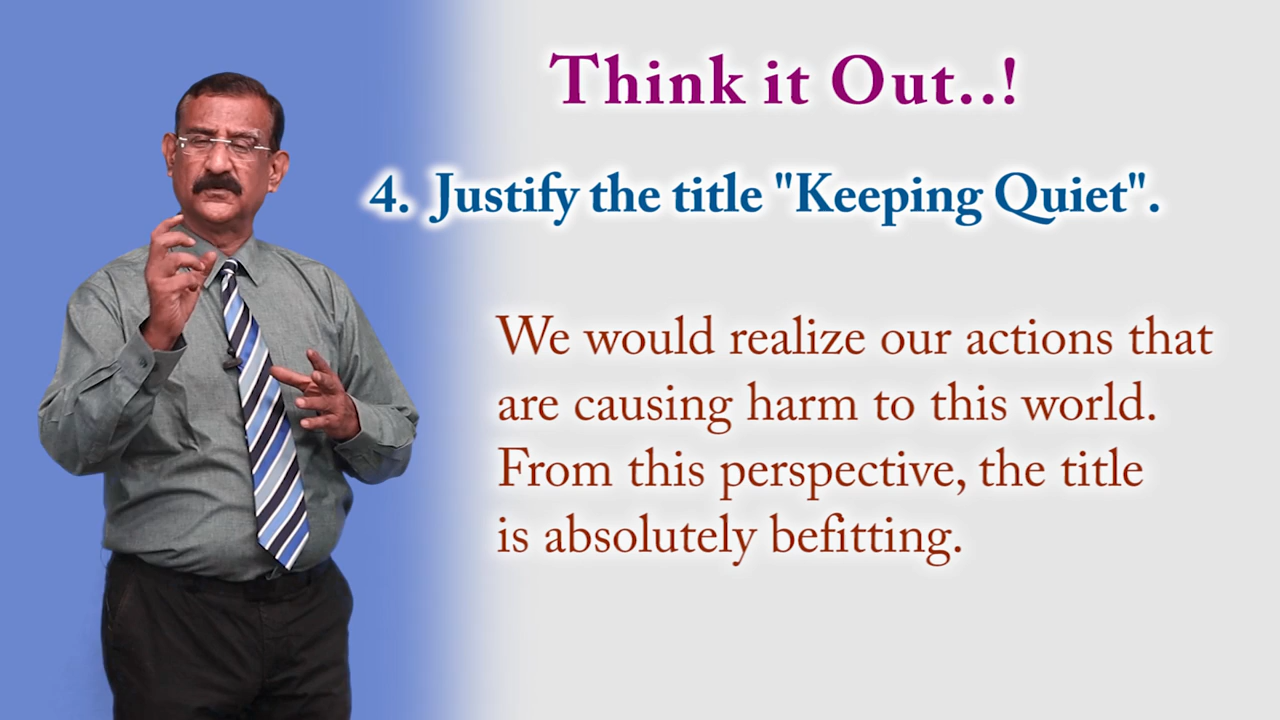 Think it Out..!
4. Justify the title "Keeping Quiet".
We would realize our actions that
are causing harm to this world.
From this perspective, the title
is absolutely befitting.